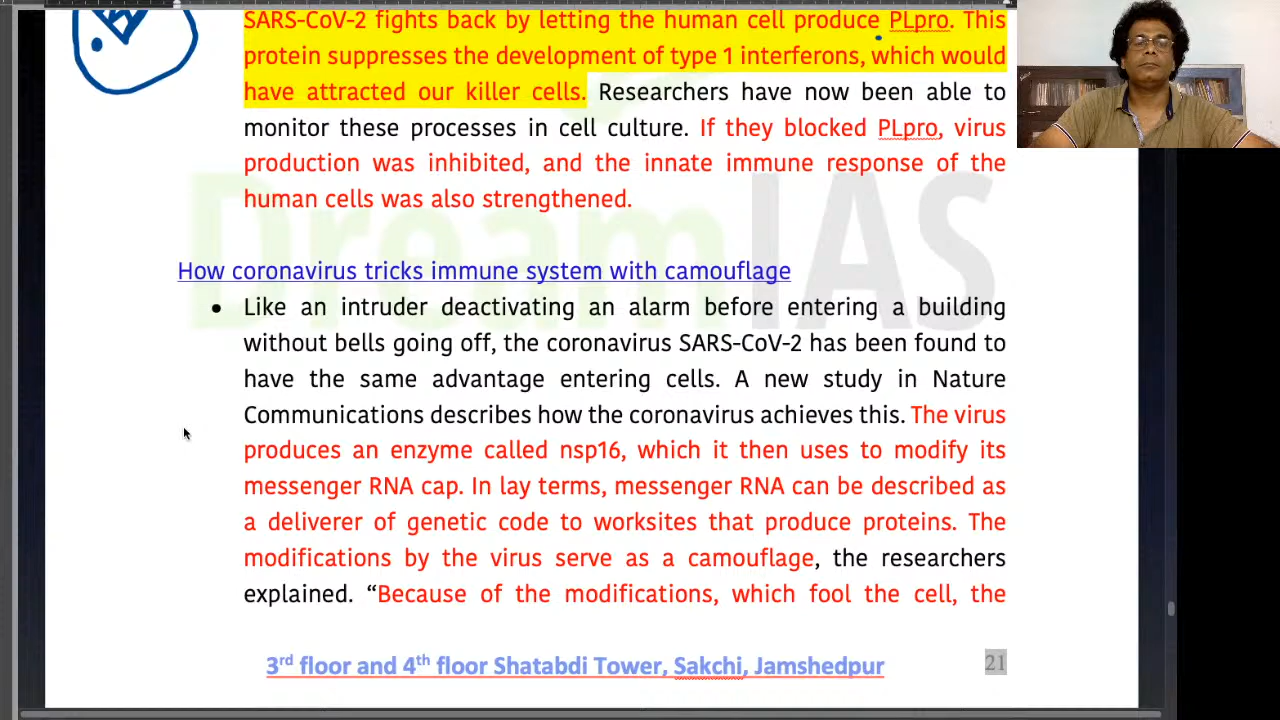 SARS-CoV-2 fights back by letting the human cell produce PLpro. This
protein suppresses the development of type 1 interferons, which would
have attracted our killer cells. Researchers have now been able to
monitor these processes in cell culture. If they blocked PLpro, virus
production was inhibited, and the innate immune response of the
human cells was also strengthened.
DreamIAS
How coronavirus tricks immune system with camouflage
• Like an intruder deactivating an alarm before entering a building
without bells going off, the coronavirus SARS-CoV-2 has been found to
have the same advantage entering cells. A new study in Nature
Communications describes how the coronavirus achieves this. The virus
produces an enzyme called nsp16, which it then uses to modify its
messenger RNA cap. In lay terms, messenger RNA can be described as
a deliverer of genetic code to worksites that produce proteins. The
modifications by the virus serve as a camouflage, the researchers
explained. “Because of the modifications, which fool the cell, the
3rd floor and 4th floor Shatabdi Tower, Sakchi, Jamshedpur
21